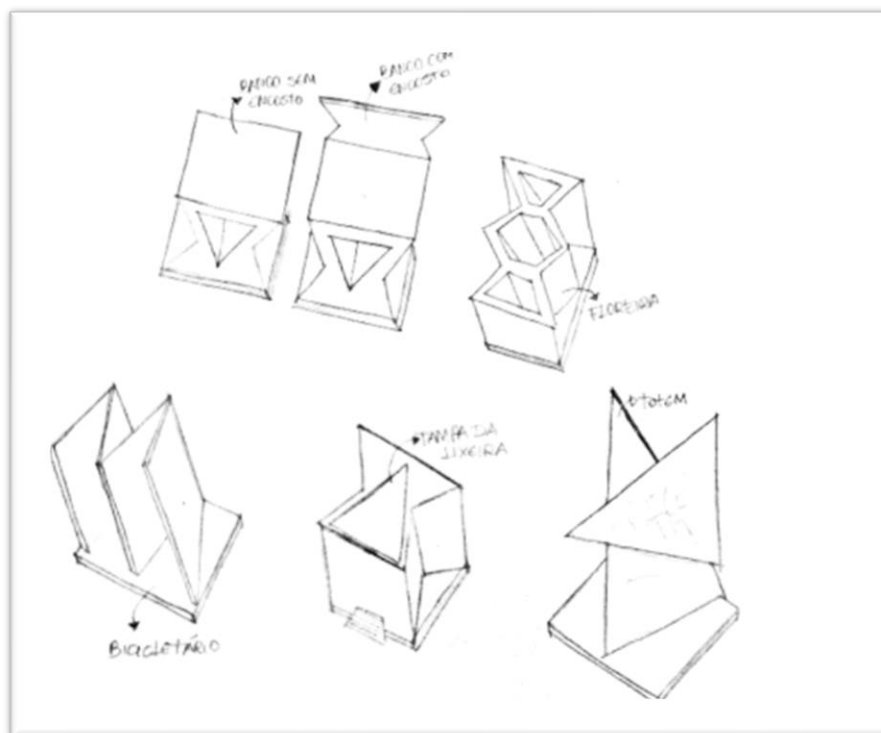 BANCO SEM
ENCOSTO
BANCO COM
ENCOSTO
FLOREIRA
TAMPA DA
LIXEIRA
totem
BICICLETÁRIO